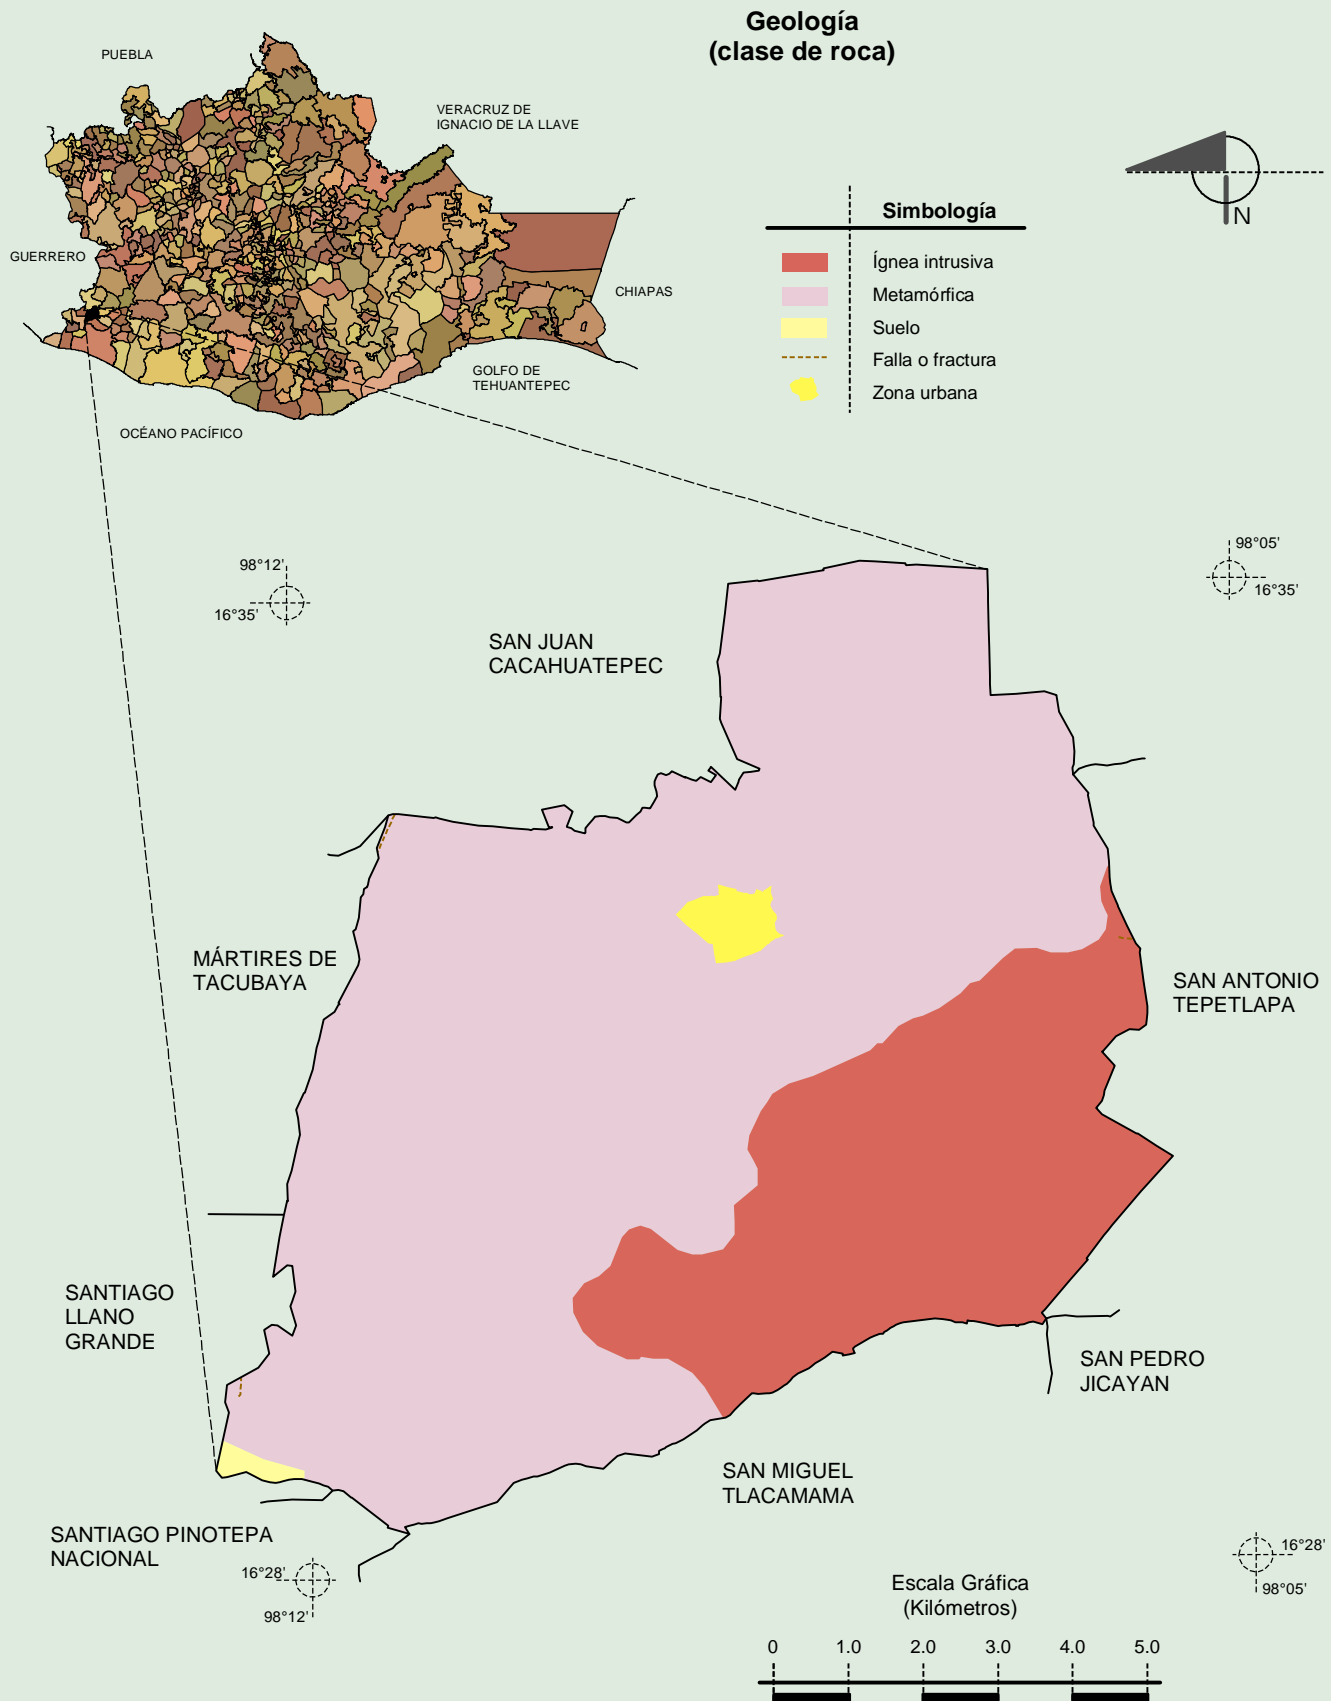 Geología
(clase de roca)
PUEBLA
VERACRUZ DE
IGNACIO DE LA LLAVE
GUERRERO
CHIAPAS
GOLFO DE
TEHUANTEPEC
OCÉANO PACÍFICO
N
Simbología
Ígnea intrusiva
Metamórfica
Suelo
Falla o fractura
Zona urbana
98°12'
16°35'
98°05'
16°35'
SAN JUAN
CACAHUATEPEC
MÁRTIRES DE
TACUBAYA
SAN ANTONIO
TEPETLAPA
SANTIAGO
LLANO
GRANDE
SAN PEDRO
JICAYAN
SAN MIGUEL
TLACAMAMA
SANTIAGO PINOTEPA
NACIONAL
16°28'
98°12'
16°28'
98°05'
Escala Gráfica
(Kilómetros)
0 1.0 2.0 3.0 4.0 5.0